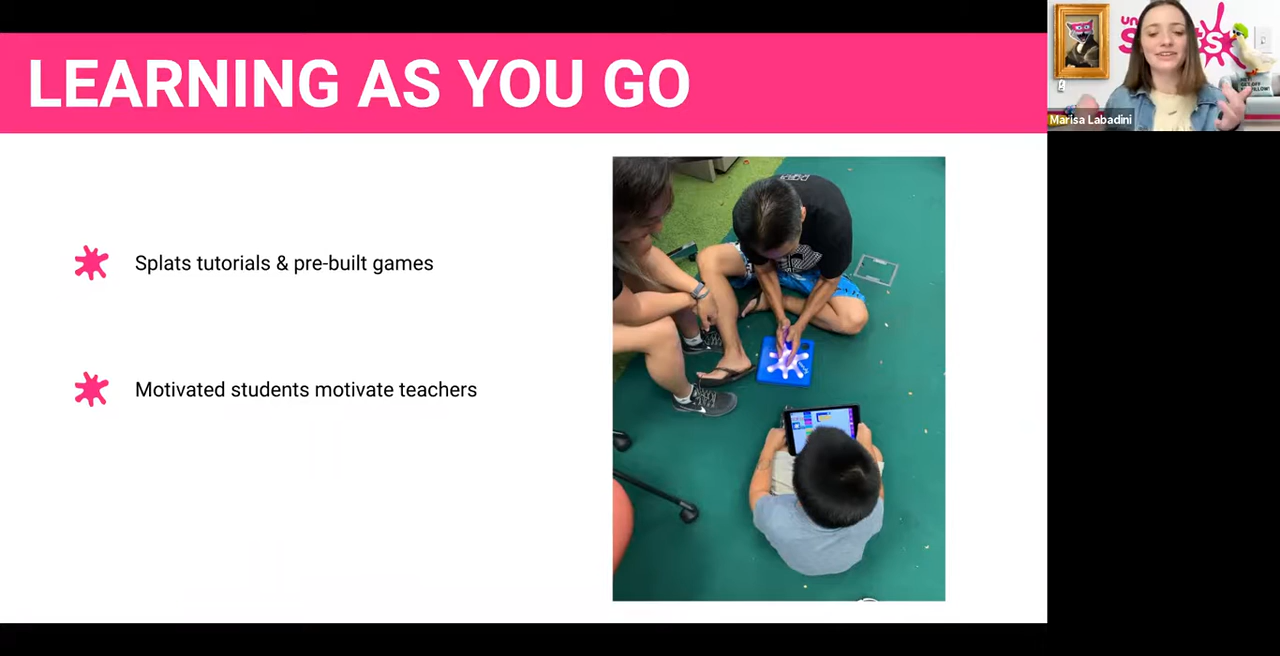 LEARNING AS YOU GO
Splats tutorials & pre-built games
Motivated students motivate teachers
Marisa Labadini